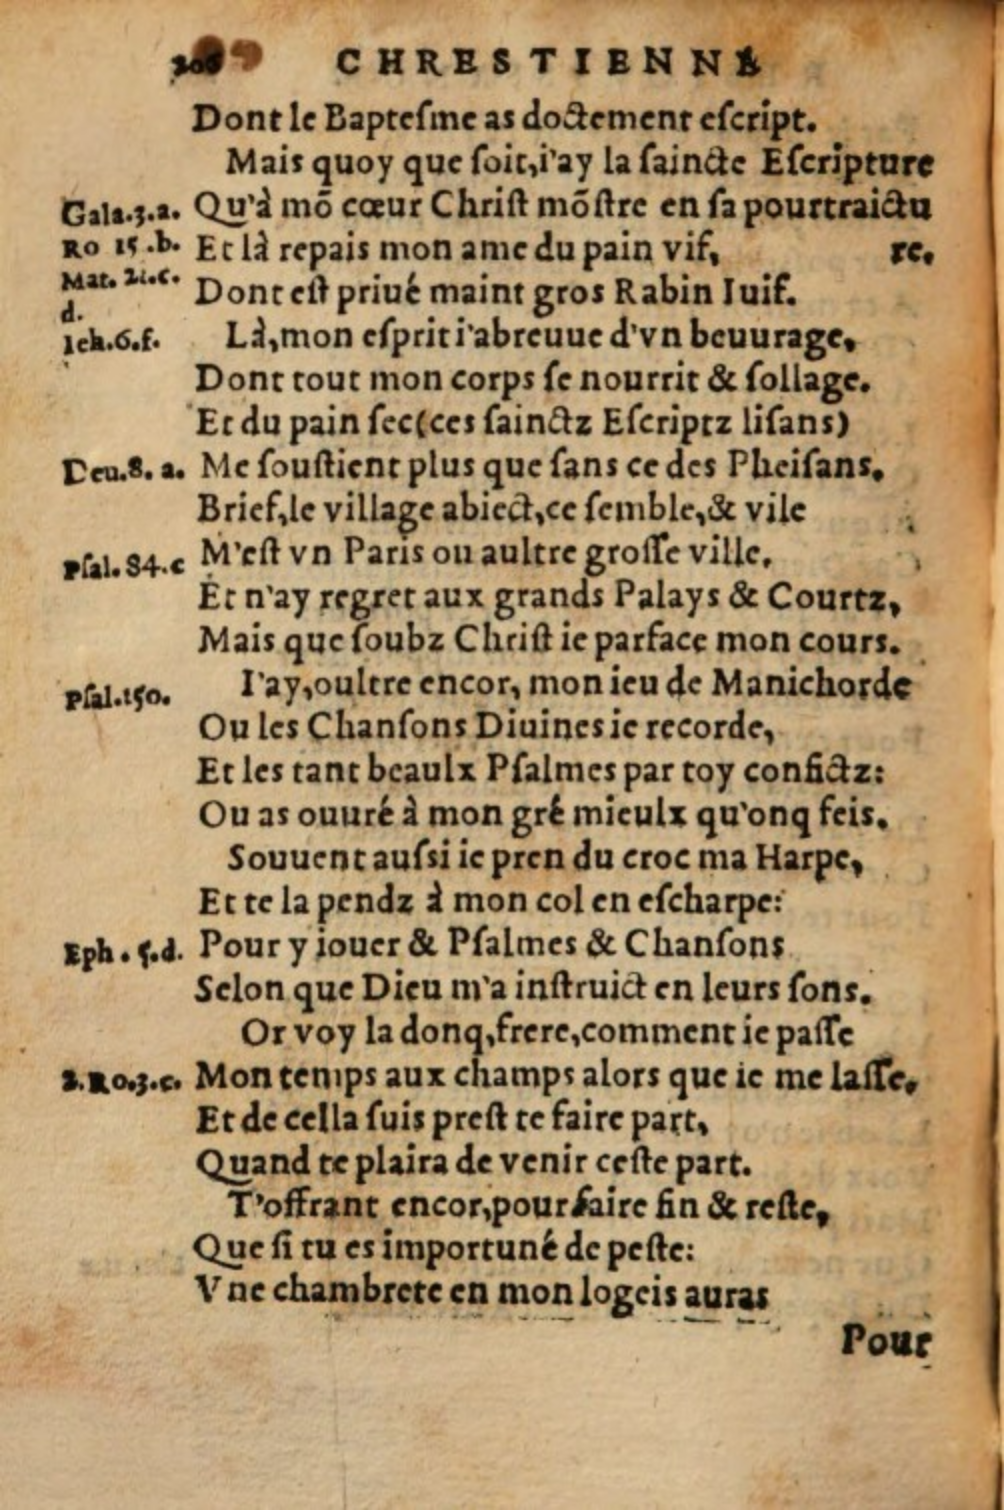 206 CHRESTIENNE
Dont le Baptesme as doctement escript.
Mais quoy que soit,i'ay la saincte Escripture
Gala.3.a. Qu'à mõ cœur Christ mõstre en sa pourtraictu
Ro 15.b. Et là repais mon ame du pain vif, re.
Mat. 21.c.
d. Dont est priué maint gros Rabin Iuif.
Ieh.6.f. Là,mon esprit i'abreuue d'vn beuurage,
Dont tout mon corps se nourrit & sollage.
Et du pain sec(ces sainctz Escriptz lisans)
Deu.8. a. Me soustient plus que sans ce des Pheisans.
Brief,le village abiect,ce semble,& vile
Psal. 84.c M'est vn Paris ou aultre grosse ville,
Et n'ay regret aux grands Palays & Courtz,
Mais que soubz Christ ie parface mon cours.
Psal.150. I'ay,oultre encor, mon ieu de Manichorde
Ou les Chansons Diuines ie recorde,
Et les tant beaulx Psalmes par toy confictz:
Ou as ouuré à mon gré mieulx qu'onq feis.
Souuent aussi ie pren du croc ma Harpe,
Et te la pendz à mon col en escharpe:
Eph . 5.d. Pour y iouer & Psalmes & Chansons
Selon que Dieu m'a instruict en leurs sons.
Or voy la donq,frere,comment ie passe
2.Ro.3.c. Mon temps aux champs alors que ie me lasse,
Et de cella suis prest te faire part,
Quand te plaira de venir ceste part.
T'offrant encor,pour faire fin & reste,
Que si tu es importuné de peste:
Vne chambrete en mon logeis auras
Pour